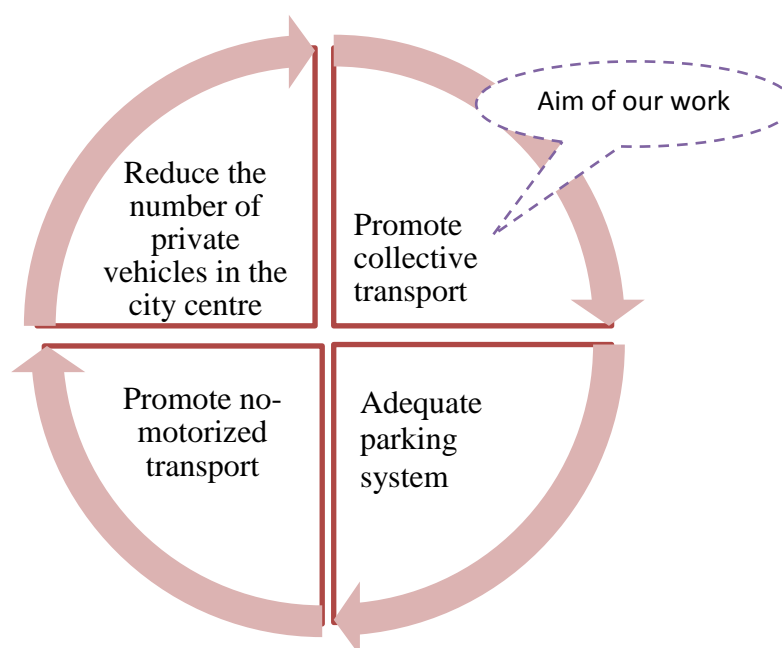 Aim of our work
Reduce the
number of
private
vehicles in the
city centre
Promote
collective
transport
Promote no-
motorized
transport
Adequate
parking
system